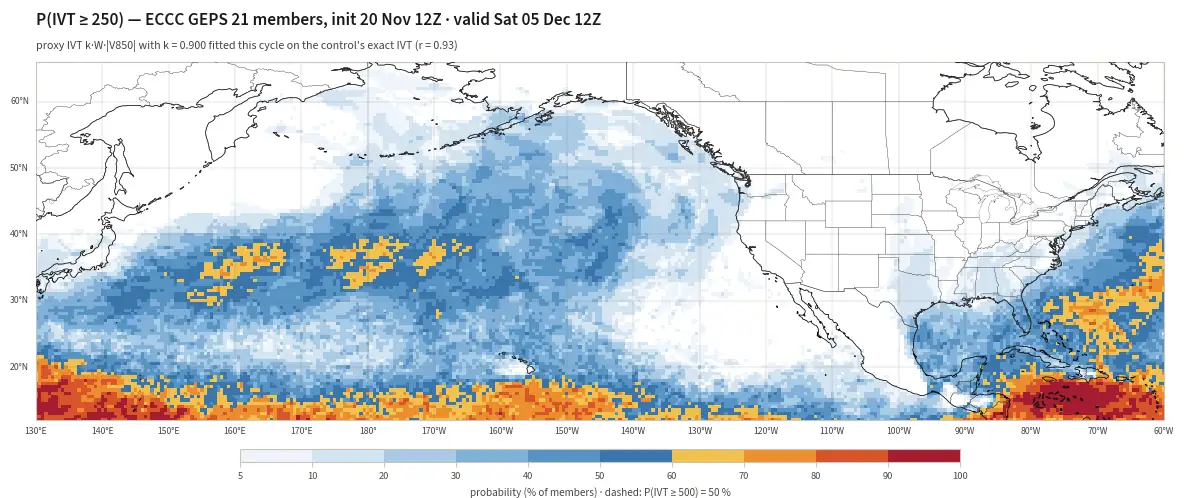 P(IVT ≥ 250) — ECCC GEPS 21 members, init 20 Nov 12Z · valid Sat 05 Dec 12Z
proxy IVT k·W·|V850| with k = 0.900 fitted this cycle on the control's exact IVT (r = 0.93)
60°N
50°N
40°N
30°N
20°N
130°E 140°E 150°E 160°E 170°E 180° 170°W 160°W 150°W 140°W 130°W 120°W 110°W 100°W 90°W 80°W 70°W 60°W
5 10 20 30 40 50 60 70 80 90 100
probability (% of members) · dashed: P(IVT ≥ 500) = 50 %